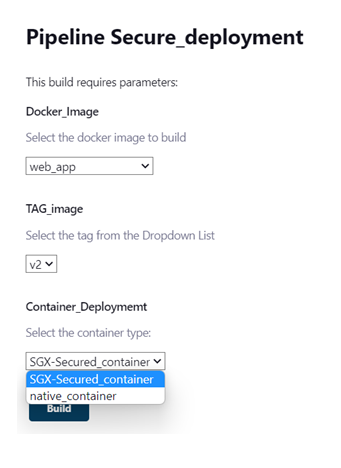 Pipeline Secure_deployment
This build requires parameters:
Docker_Image
Select the docker image to build
web_app
TAG_image
Select the tag from the Dropdown List
v2
Container_Deploymemt
Select the container type:
SGX-Secured_container
SGX-Secured_container
native_container
Build